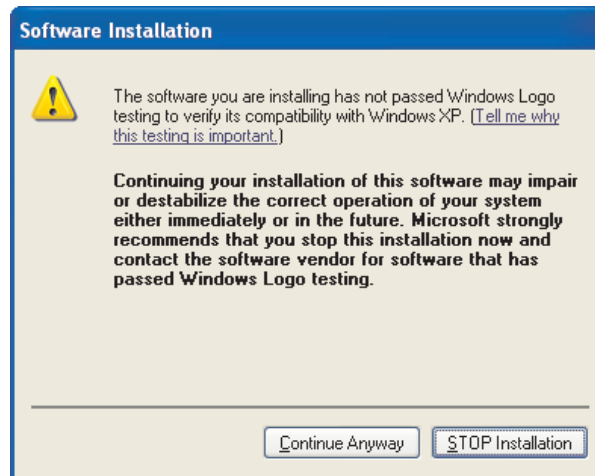 Software Installation
The software you are installing has not passed Windows Logo
testing to verify its compatibility with Windows XP. (Tell me why
this testing is important.)
Continuing your installation of this software may impair
or destabilize the correct operation of your system
either immediately or in the future. Microsoft strongly
recommends that you stop this installation now and
contact the software vendor for software that has
passed Windows Logo testing.
Continue Anyway
STOP Installation